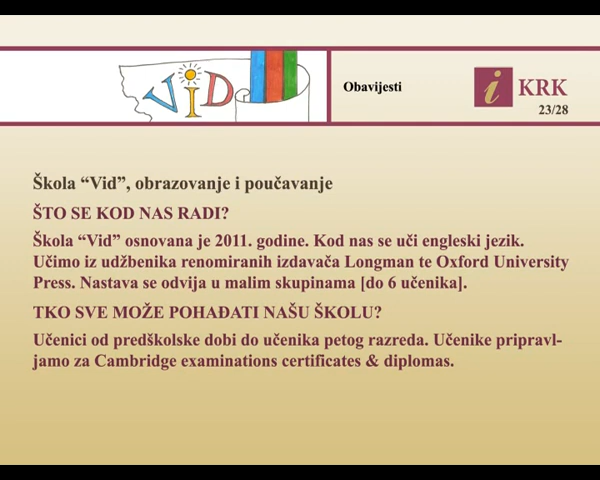 ViD
Obavijesti
i KRK
23/28
Škola “Vid”, obrazovanje i poučavanje
ŠTO SE KOD NAS RADI?
Škola “Vid” osnovana je 2011. godine. Kod nas se uči engleski jezik.
Učimo iz udžbenika renomiranih izdavača Longman te Oxford University
Press. Nastava se odvija u malim skupinama [do 6 učenika].
TKO SVE MOŽE POHAĐATI NAŠU ŠKOLU?
Učenici od predškolske dobi do učenika petog razreda. Učenike pripravl-
jamo za Cambridge examinations certificates & diplomas.